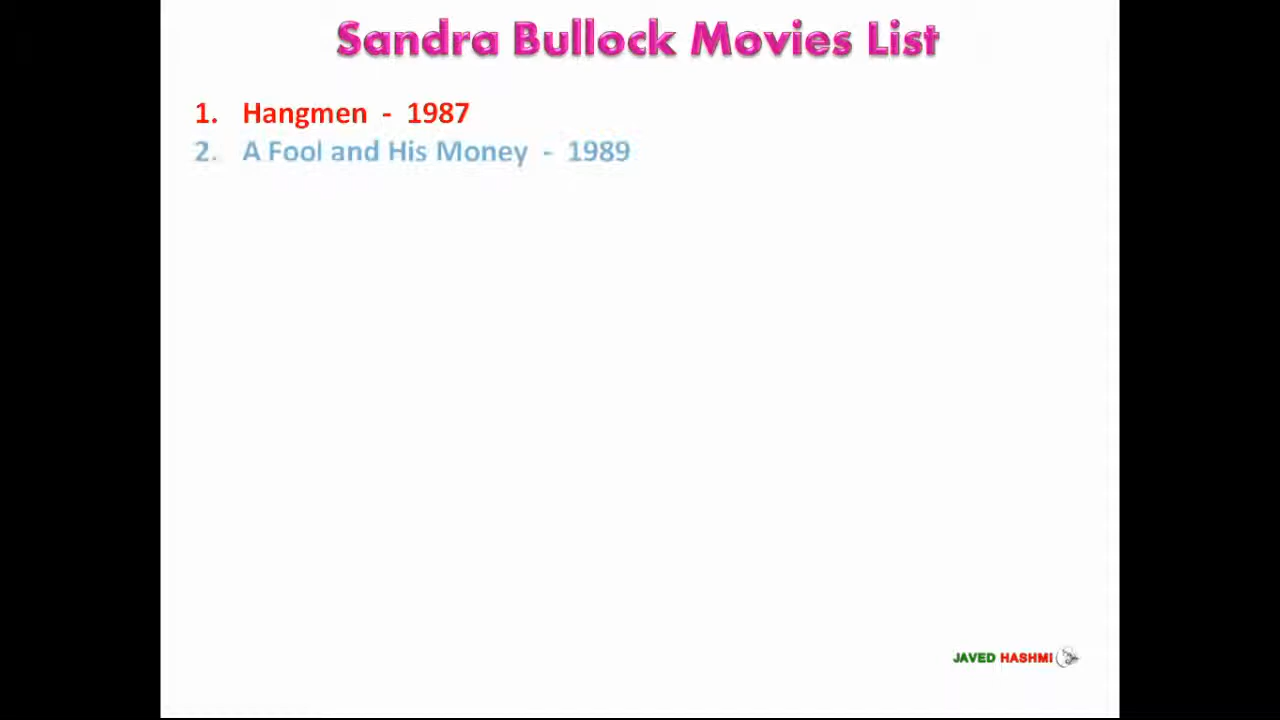 Sandra Bullock Movies List
1. Hangmen - 1987
2. A Fool and His Money - 1989
JAVED HASHMI